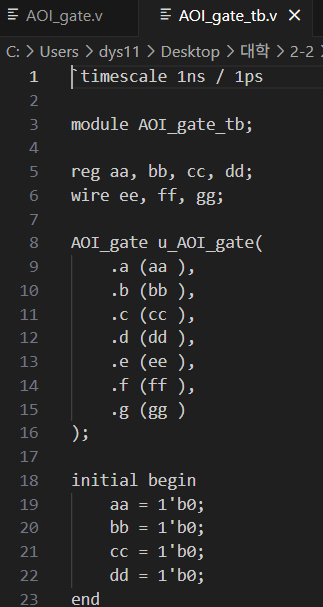 AOI_gate.v AOI_gate_tb.v ×
C: > Users > dys11 > Desktop > 대학 > 2-2 >
1 `timescale 1ns / 1ps
2
3 module AOI_gate_tb;
4
5 reg aa, bb, cc, dd;
6 wire ee, ff, gg;
7
8 AOI_gate u_AOI_gate(
9 .a (aa ),
10 .b (bb ),
11 .c (cc ),
12 .d (dd ),
13 .e (ee ),
14 .f (ff ),
15 .g (gg )
16 );
17
18 initial begin
19 aa = 1'b0;
20 bb = 1'b0;
21 cc = 1'b0;
22 dd = 1'b0;
23 end